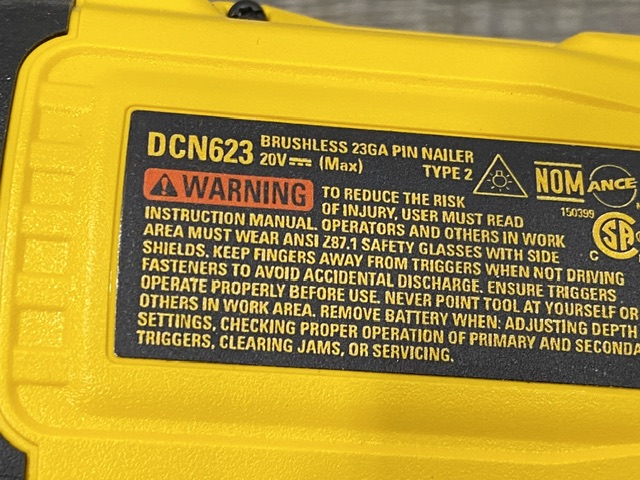 DCN623 BRUSHLESS 23GA PIN NAILER
20V (Max) TYPE 2
NOM ANCE
150399
WARNING TO REDUCE THE RISK
OF INJURY, USER MUST READ
INSTRUCTION MANUAL. OPERATORS AND OTHERS IN WORK
AREA MUST WEAR ANSI Z87.1 SAFETY GLASSES WITH SIDE
SHIELDS. KEEP FINGERS AWAY FROM TRIGGERS WHEN NOT DRIVING
FASTENERS TO AVOID ACCIDENTAL DISCHARGE. ENSURE TRIGGERS
OPERATE PROPERLY BEFORE USE. NEVER POINT TOOL AT YOURSELF OR
OTHERS IN WORK AREA. REMOVE BATTERY WHEN: ADJUSTING DEPTH
SETTINGS, CHECKING PROPER OPERATION OF PRIMARY AND SECONDA
TRIGGERS, CLEARING JAMS, OR SERVICING.
C